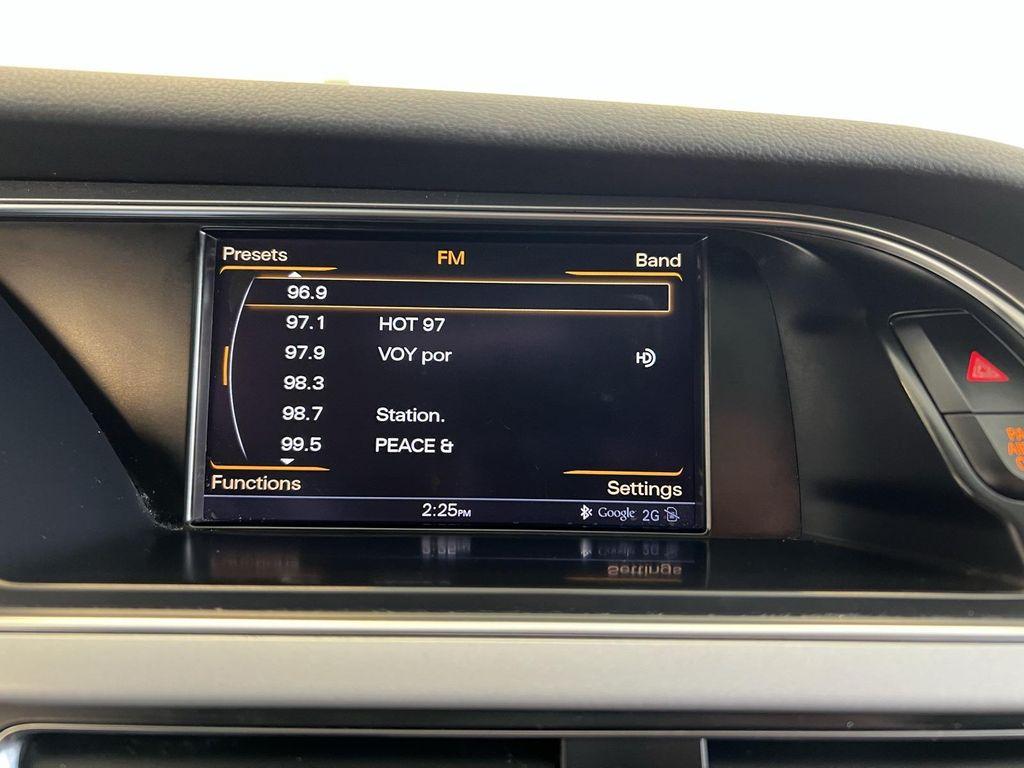 Presets FM Band
96.9
97.1 HOT 97
97.9 VOY por HD
98.3
98.7 Station.
99.5 PEACE &
Functions Settings
2:25PM Google 2G